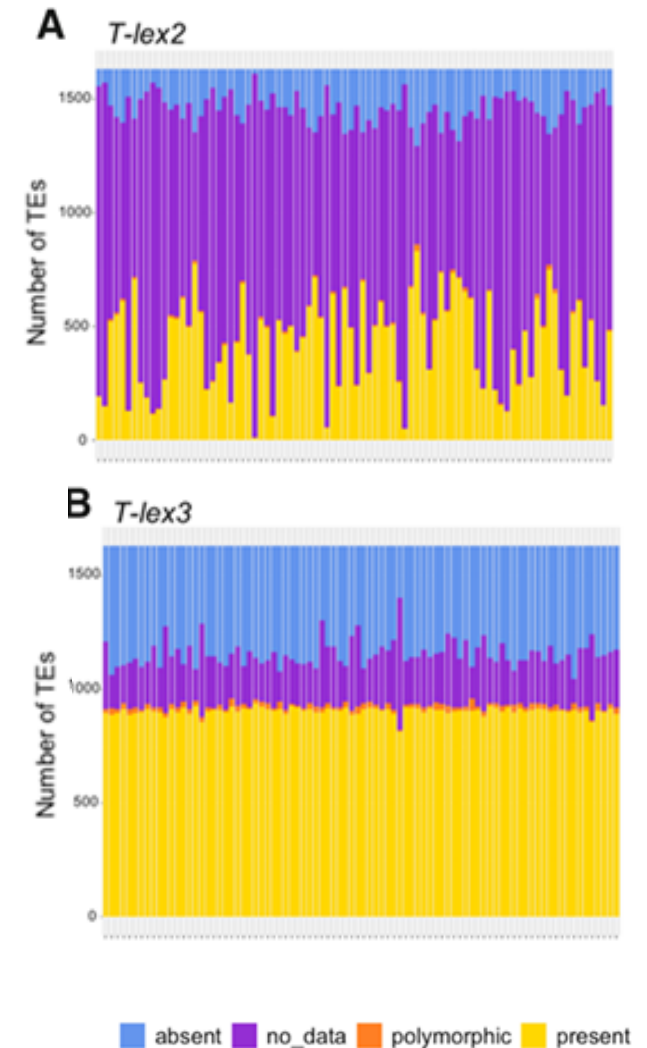 A T-lex2
Number of TEs
1500
1000
500
0
B T-lex3
Number of TEs
1500
1000
500
0
absent no_data polymorphic present